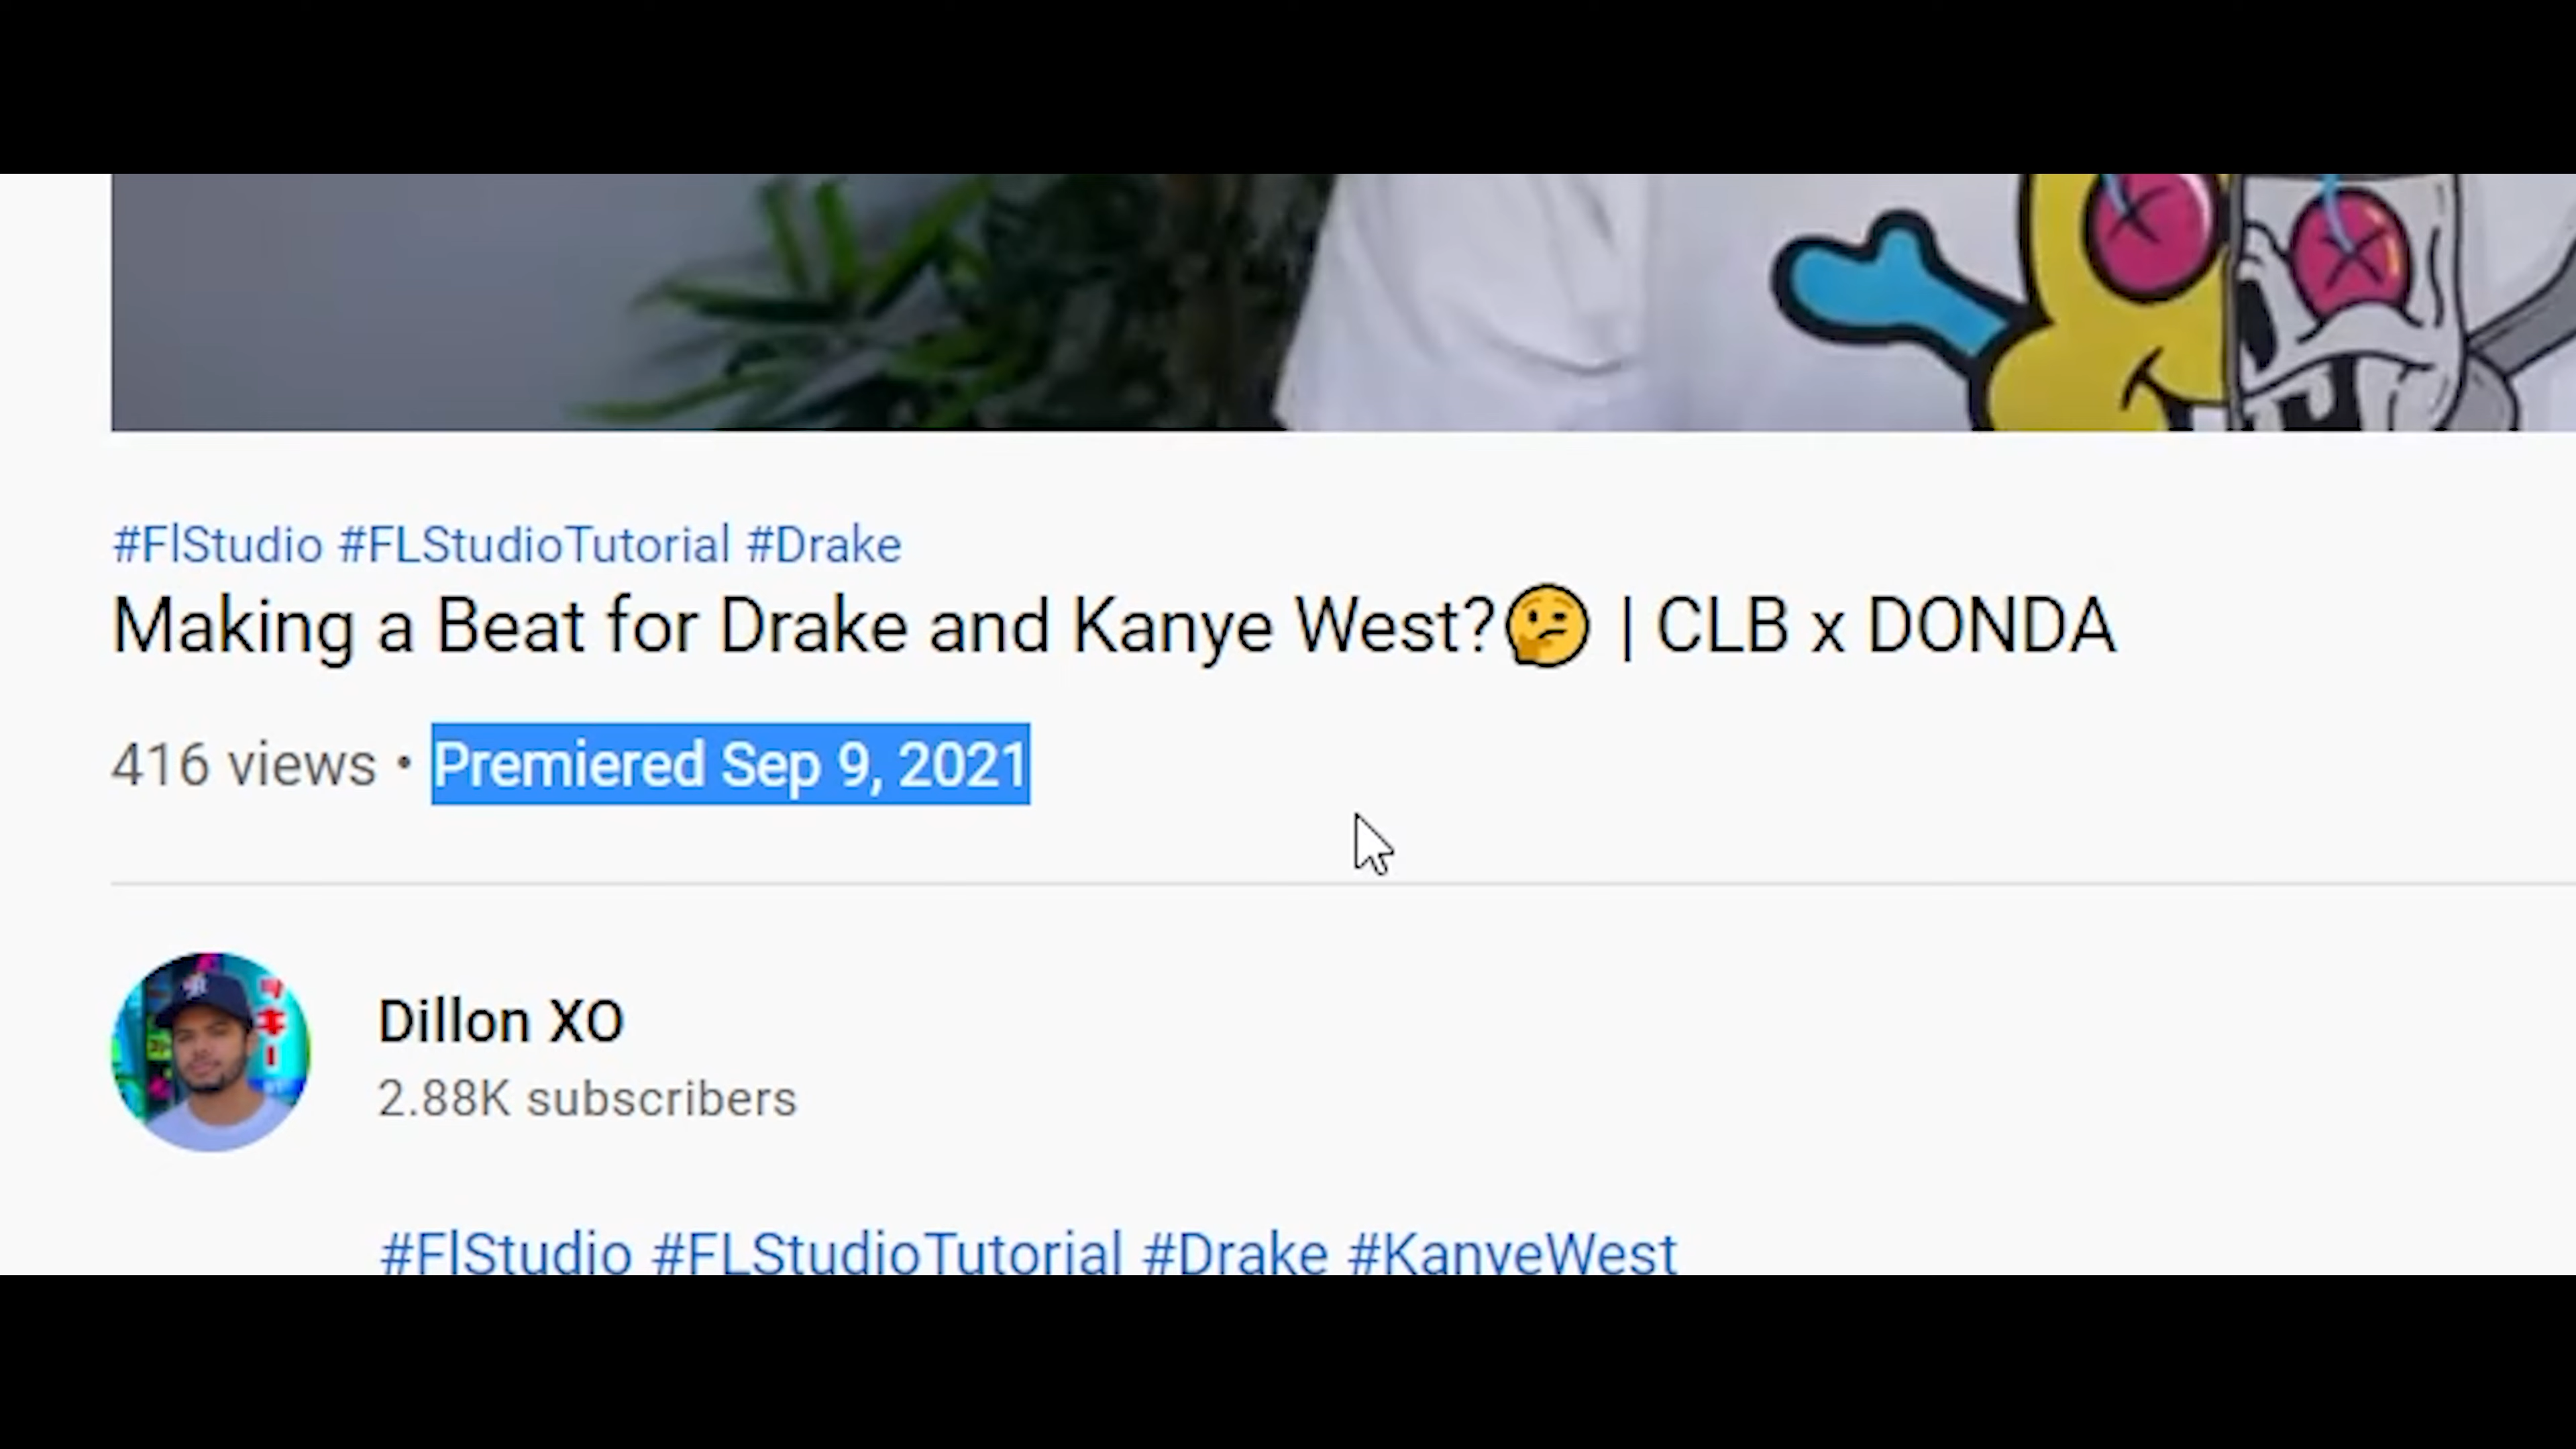 #FlStudio #FLStudioTutorial #Drake
Making a Beat for Drake and Kanye West?🤔 | CLB x DONDA
416 views • Premiered Sep 9, 2021
Dillon XO
2.88K subscribers
#FlStudio #FLStudioTutorial #Drake #KanyeWest